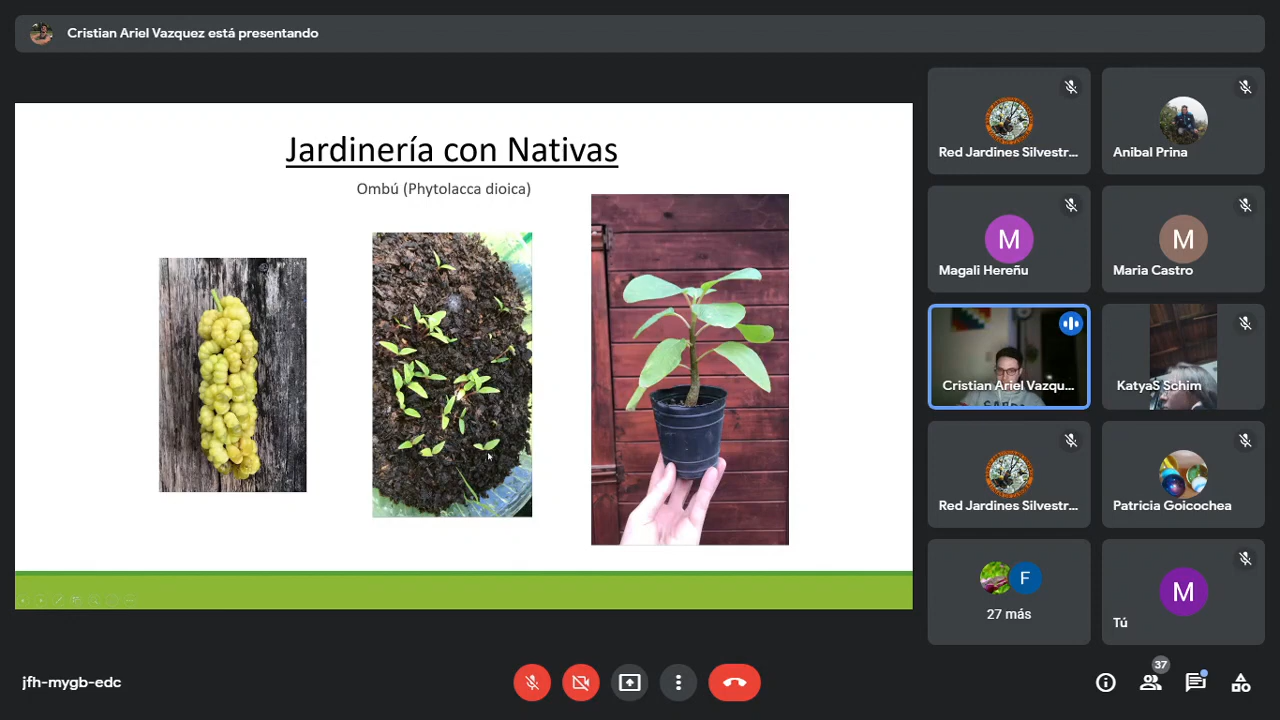 Cristian Ariel Vazquez está presentando
Jardinería con Nativas
Ombú (Phytolacca dioica)
Red Jardines Silvestr...
Anibal Prina
M
Magali Hereñu
M
Maria Castro
Cristian Ariel Vazqu...
KatyaS Schim
Red Jardines Silvestr...
Patricia Goicochea
F
27 más
M
Tú
jfh-mygb-edc
37